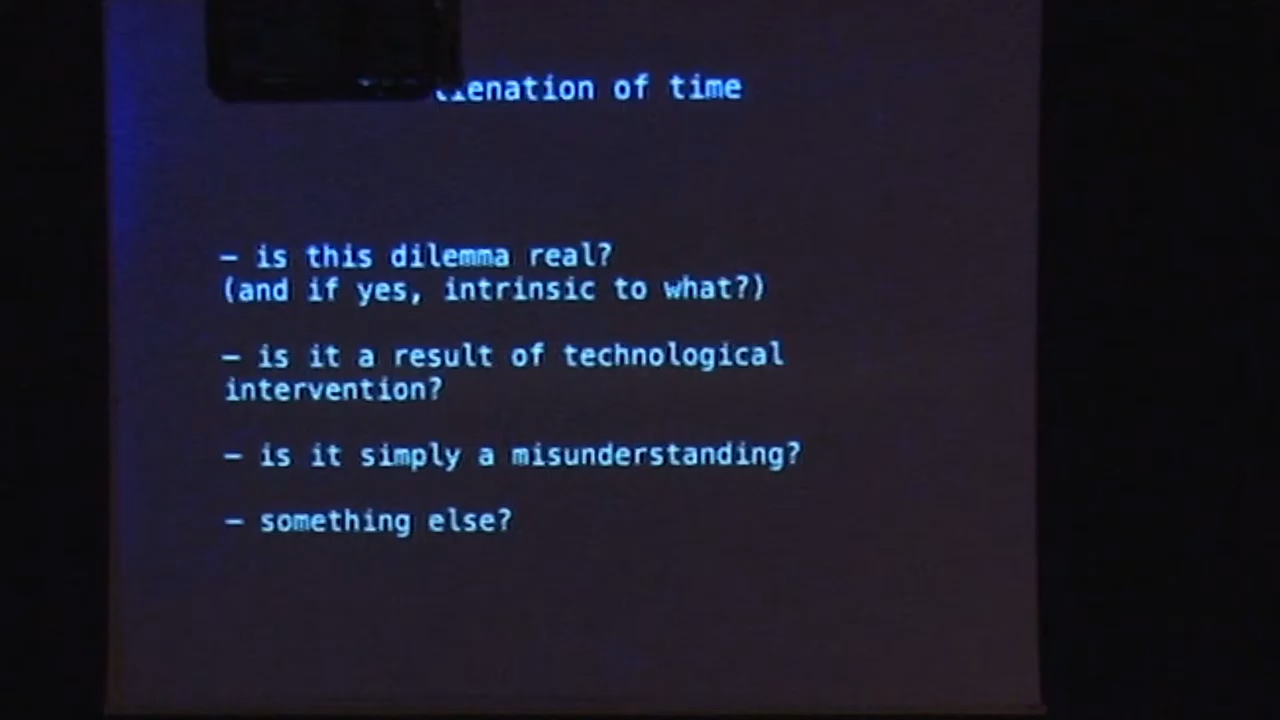 of time
– is this dilemma real?
(and if yes, intrinsic to what?)
– is it a result of technological
intervention?
– is it simply a misunderstanding?
– something else?